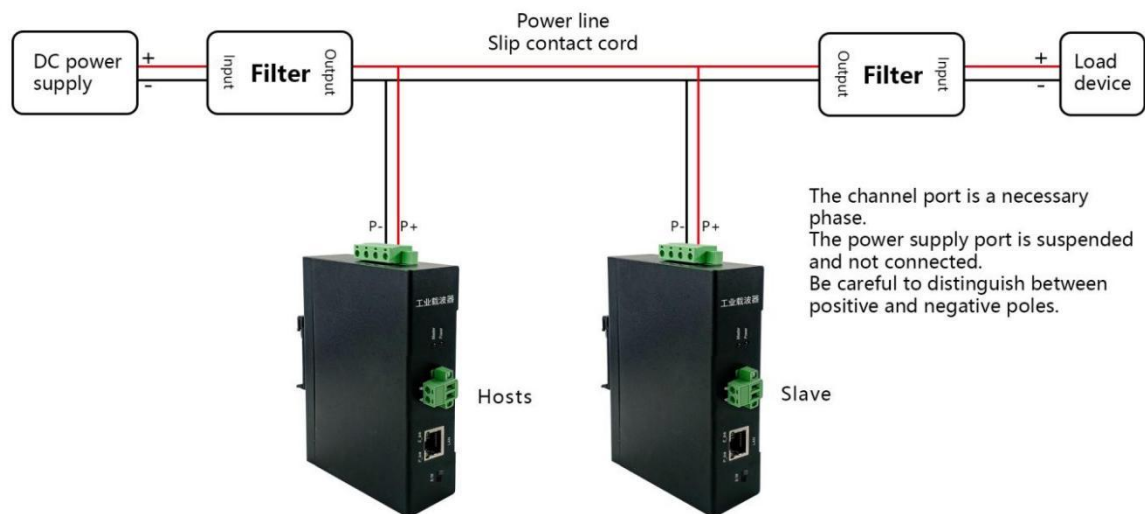 Power line
Slip contact cord
DC power
supply
+
-
Input
Filter
Output
Output
Filter
Input
+
-
Load
device
P-
P+
P-
P+
The channel port is a necessary
phase.
The power supply port is suspended
and not connected.
Be careful to distinguish between
positive and negative poles.
工业载波器
工业载波器
Hosts
Slave